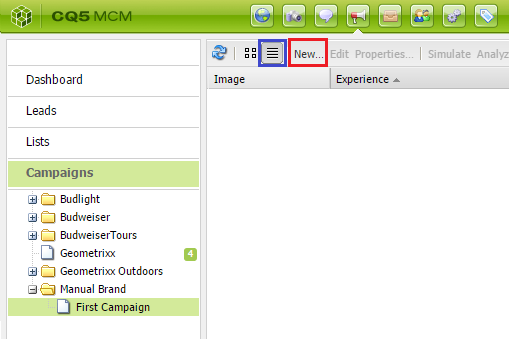 CQ5 MCM
New... Edit Properties... Simulate Analyz
Image Experience
Dashboard
Leads
Lists
Campaigns
Budlight
Budweiser
BudweiserTours
Geometrixx 4
Geometrixx Outdoors
Manual Brand
First Campaign